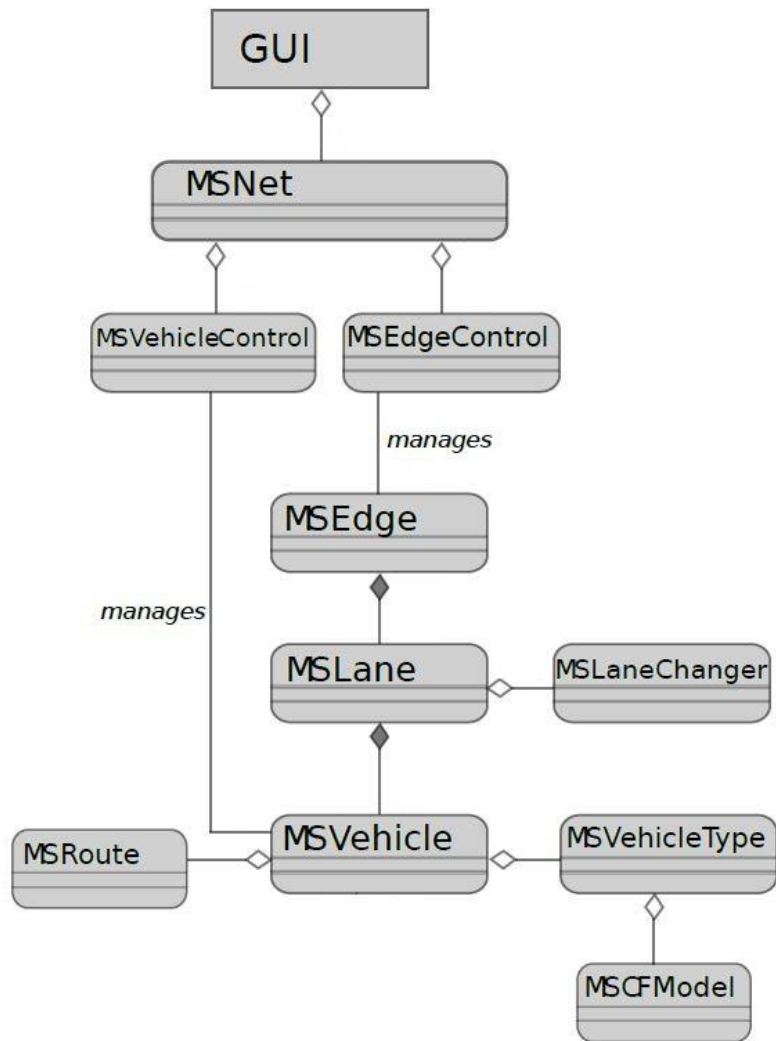 GUI
MSNet
MSVehicleControl
MSEdgeControl
manages
MSEdge
manages
MSLane
MSLaneChanger
MSVehicle
MSVehicleType
MSRoute
MSCFModel